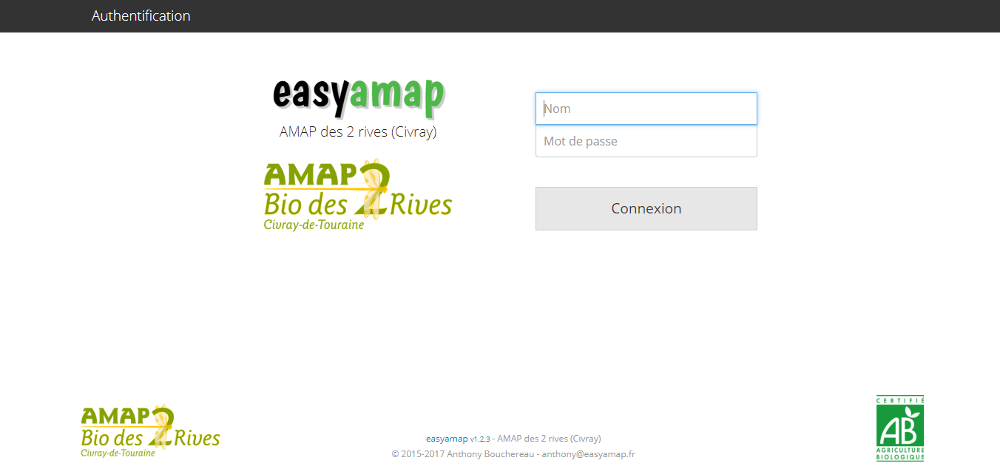 Authentification
easyamap
AMAP des 2 rives (Civray)
AMAP 2
Bio des Rives
Civray-de-Touraine
Nom
Mot de passe
Connexion
AMAP 2
Bio des Rives
Civray-de-Touraine
easyamap v1.2.3 - AMAP des 2 rives (Civray)
© 2015-2017 Anthony Bouchereau - anthony@easyamap.fr
CERTIFIÉ
AB
AGRICULTURE
BIOLOGIQUE